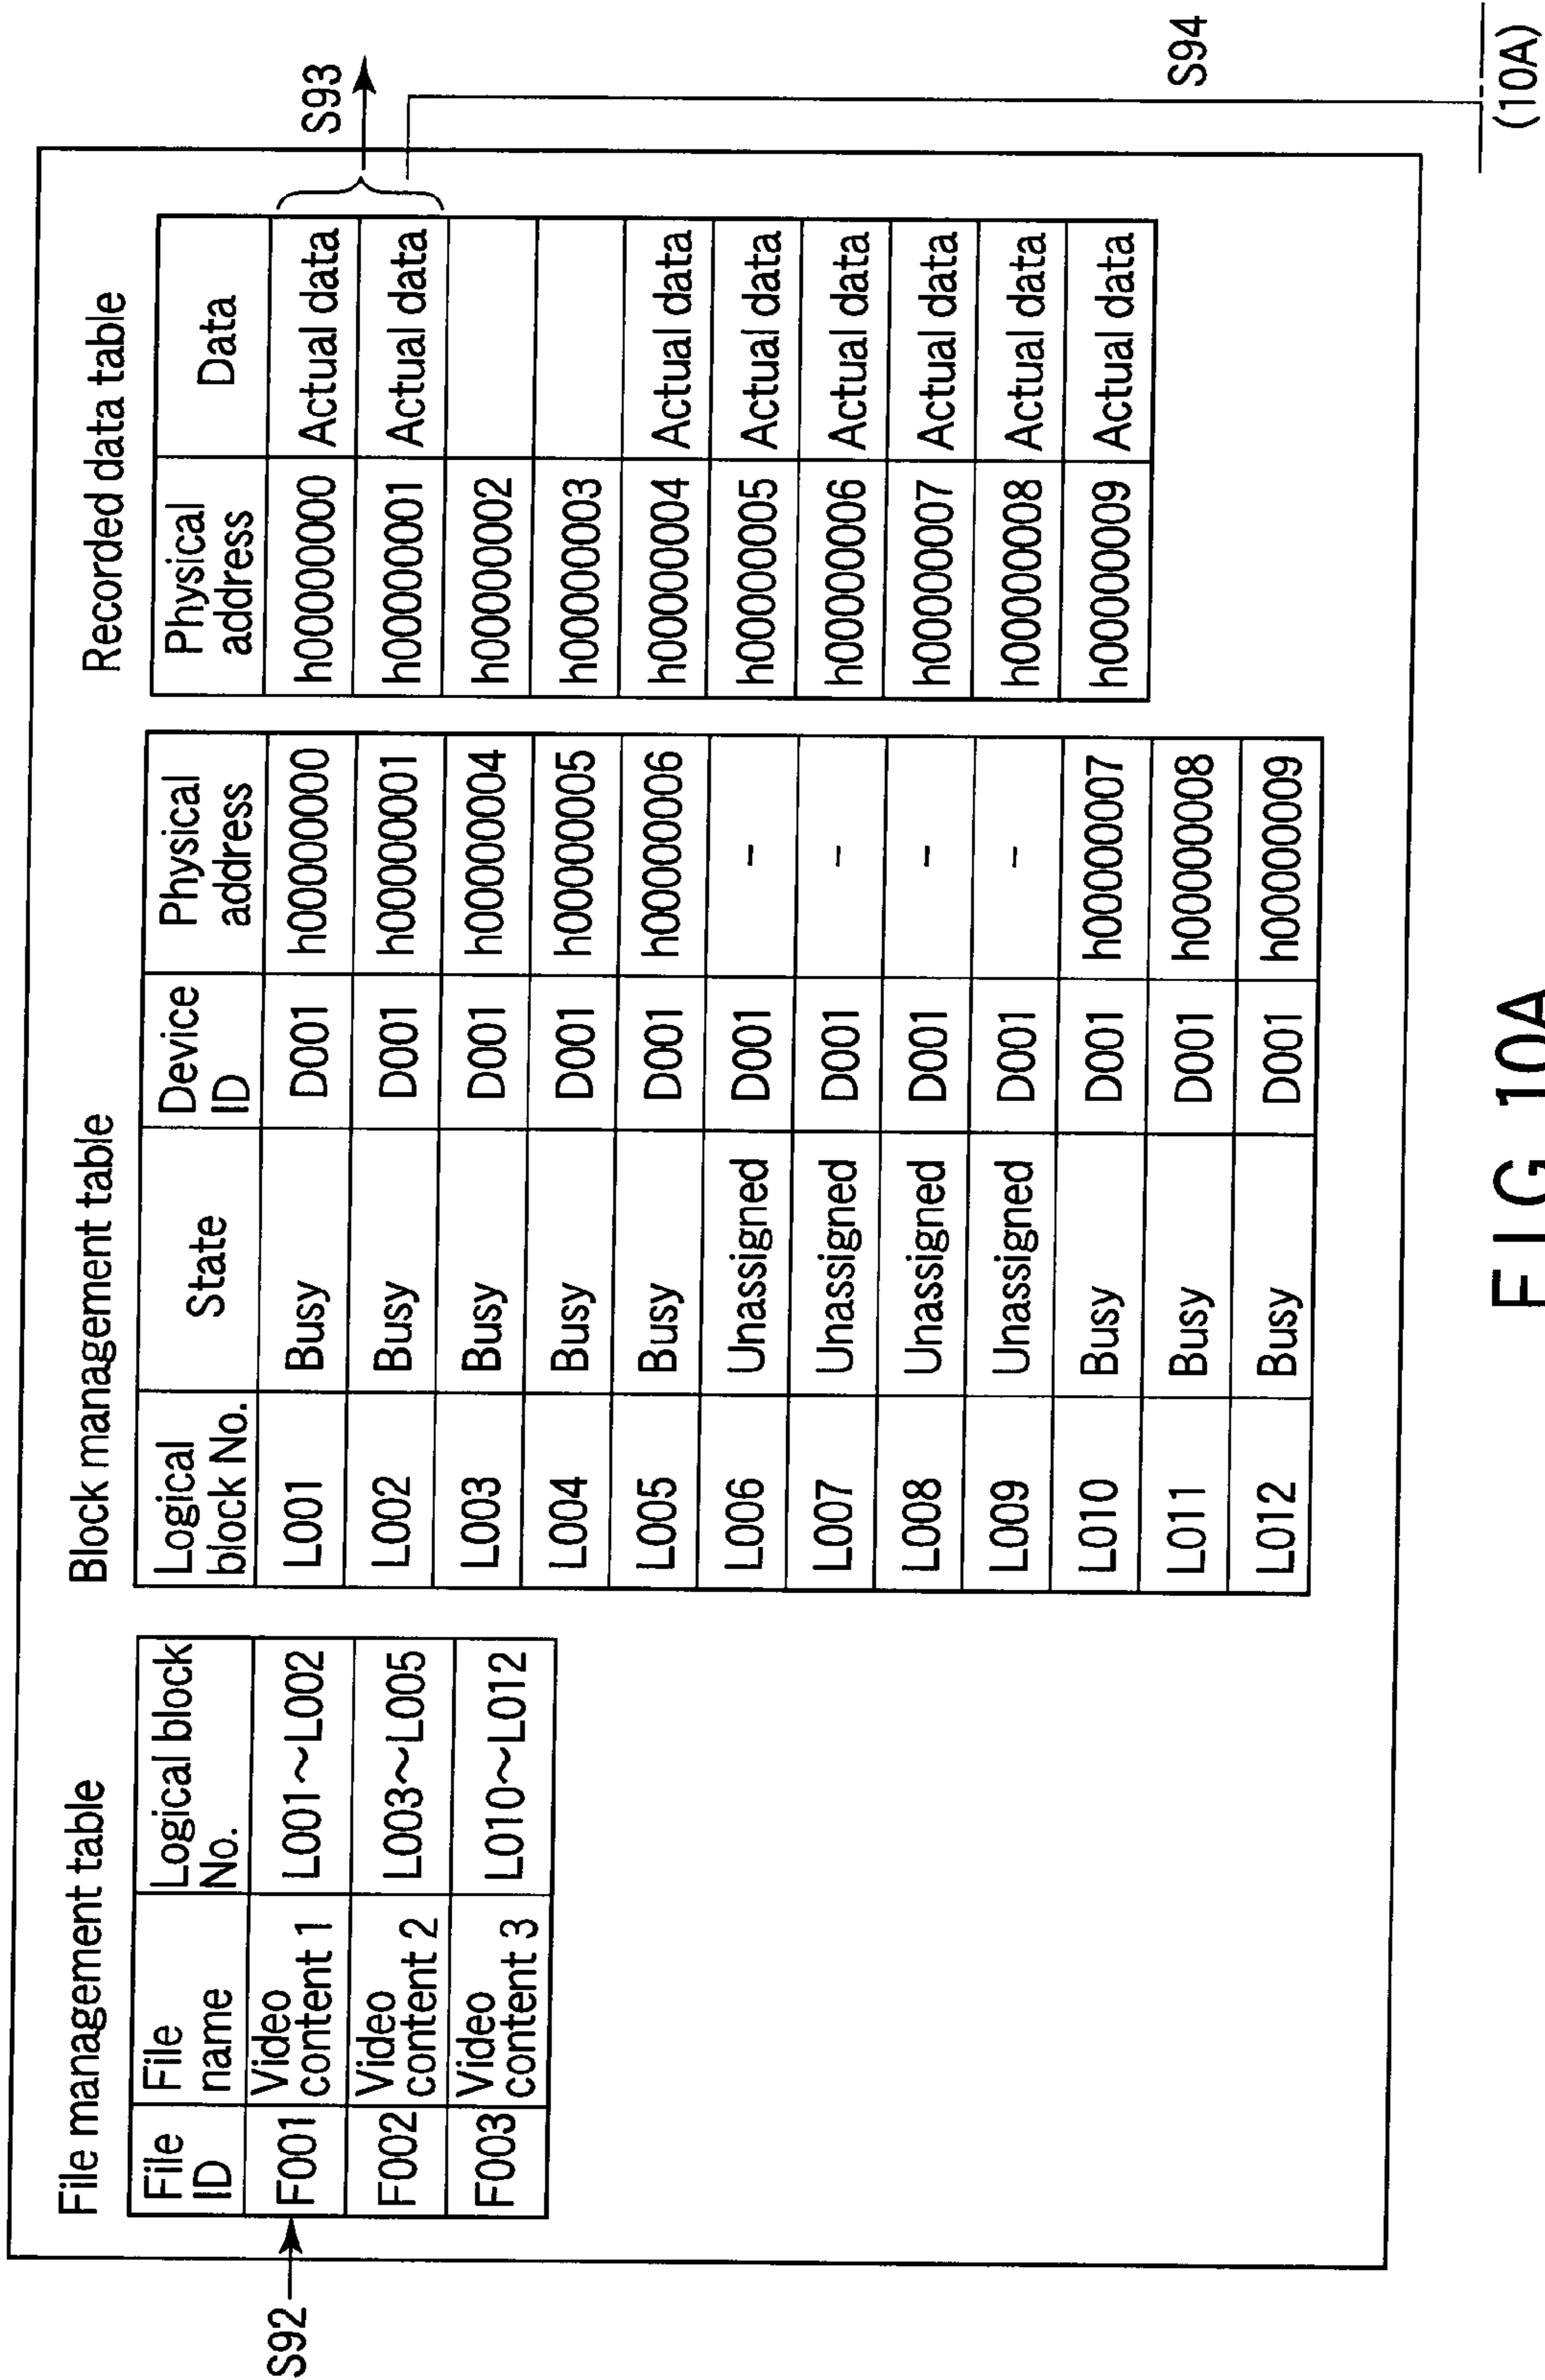 File management table
File ID
File name
Logical block No.
F001
Video content 1
L001~L002
F002
Video content 2
L003~L005
F003
Video content 3
L010~L012
S92
Block management table
Logical block No.
State
Device ID
Physical address
L001 Busy D001 h00000000
L002 Busy D001 h00000001
L003 Busy D001 h00000004
L004 Busy D001 h00000005
L005 Busy D001 h00000006
L006 Unassigned D001 -
L007 Unassigned D001 -
L008 Unassigned D001 -
L009 Unassigned D001 -
L010 Busy D001 h00000007
L011 Busy D001 h00000008
L012 Busy D001 h00000009
Recorded data table
Physical address
Data
h00000000 Actual data
h00000001 Actual data
h00000002
h00000003
h00000004 Actual data
h00000005 Actual data
h00000006 Actual data
h00000007 Actual data
h00000008 Actual data
h00000009 Actual data
S93
S94
(10A)
FIG 10A